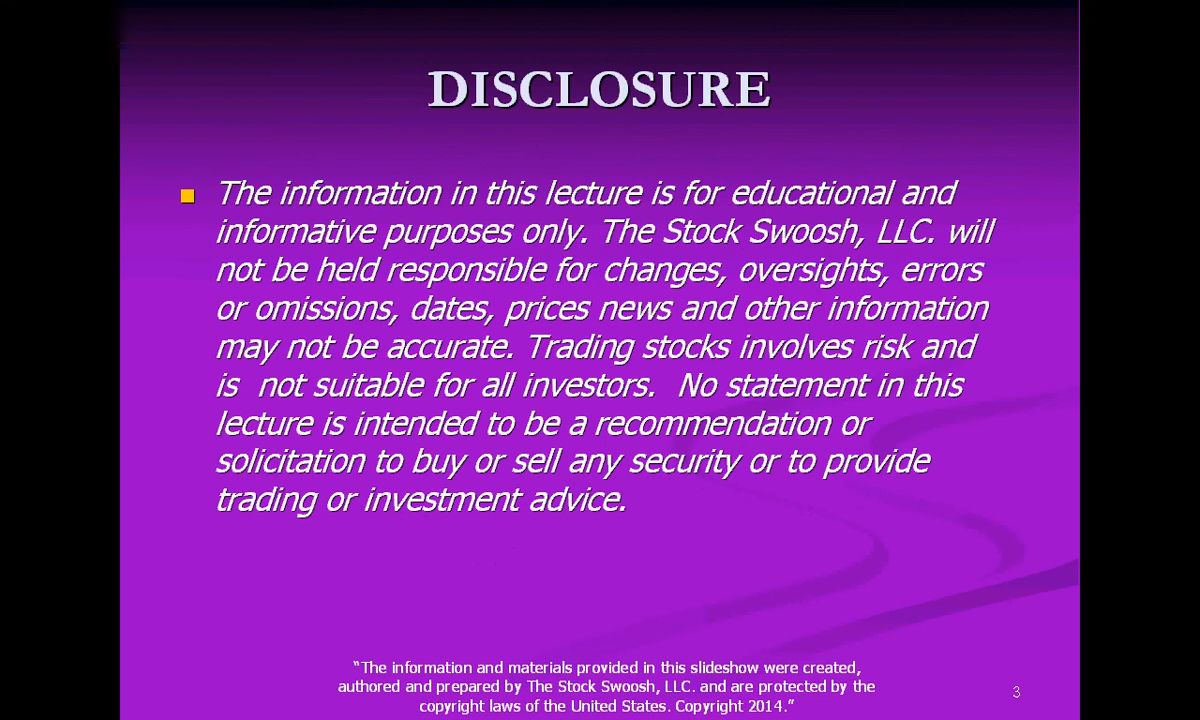 DISCLOSURE
The information in this lecture is for educational and
informative purposes only. The Stock Swoosh, LLC. will
not be held responsible for changes, oversights, errors
or omissions, dates, prices news and other information
may not be accurate. Trading stocks involves risk and
is  not suitable for all investors.  No statement in this
lecture is intended to be a recommendation or
solicitation to buy or sell any security or to provide
trading or investment advice.
“The information and materials provided in this slideshow were created,
authored and prepared by The Stock Swoosh, LLC. and are protected by the
copyright laws of the United States. Copyright 2014.”
3